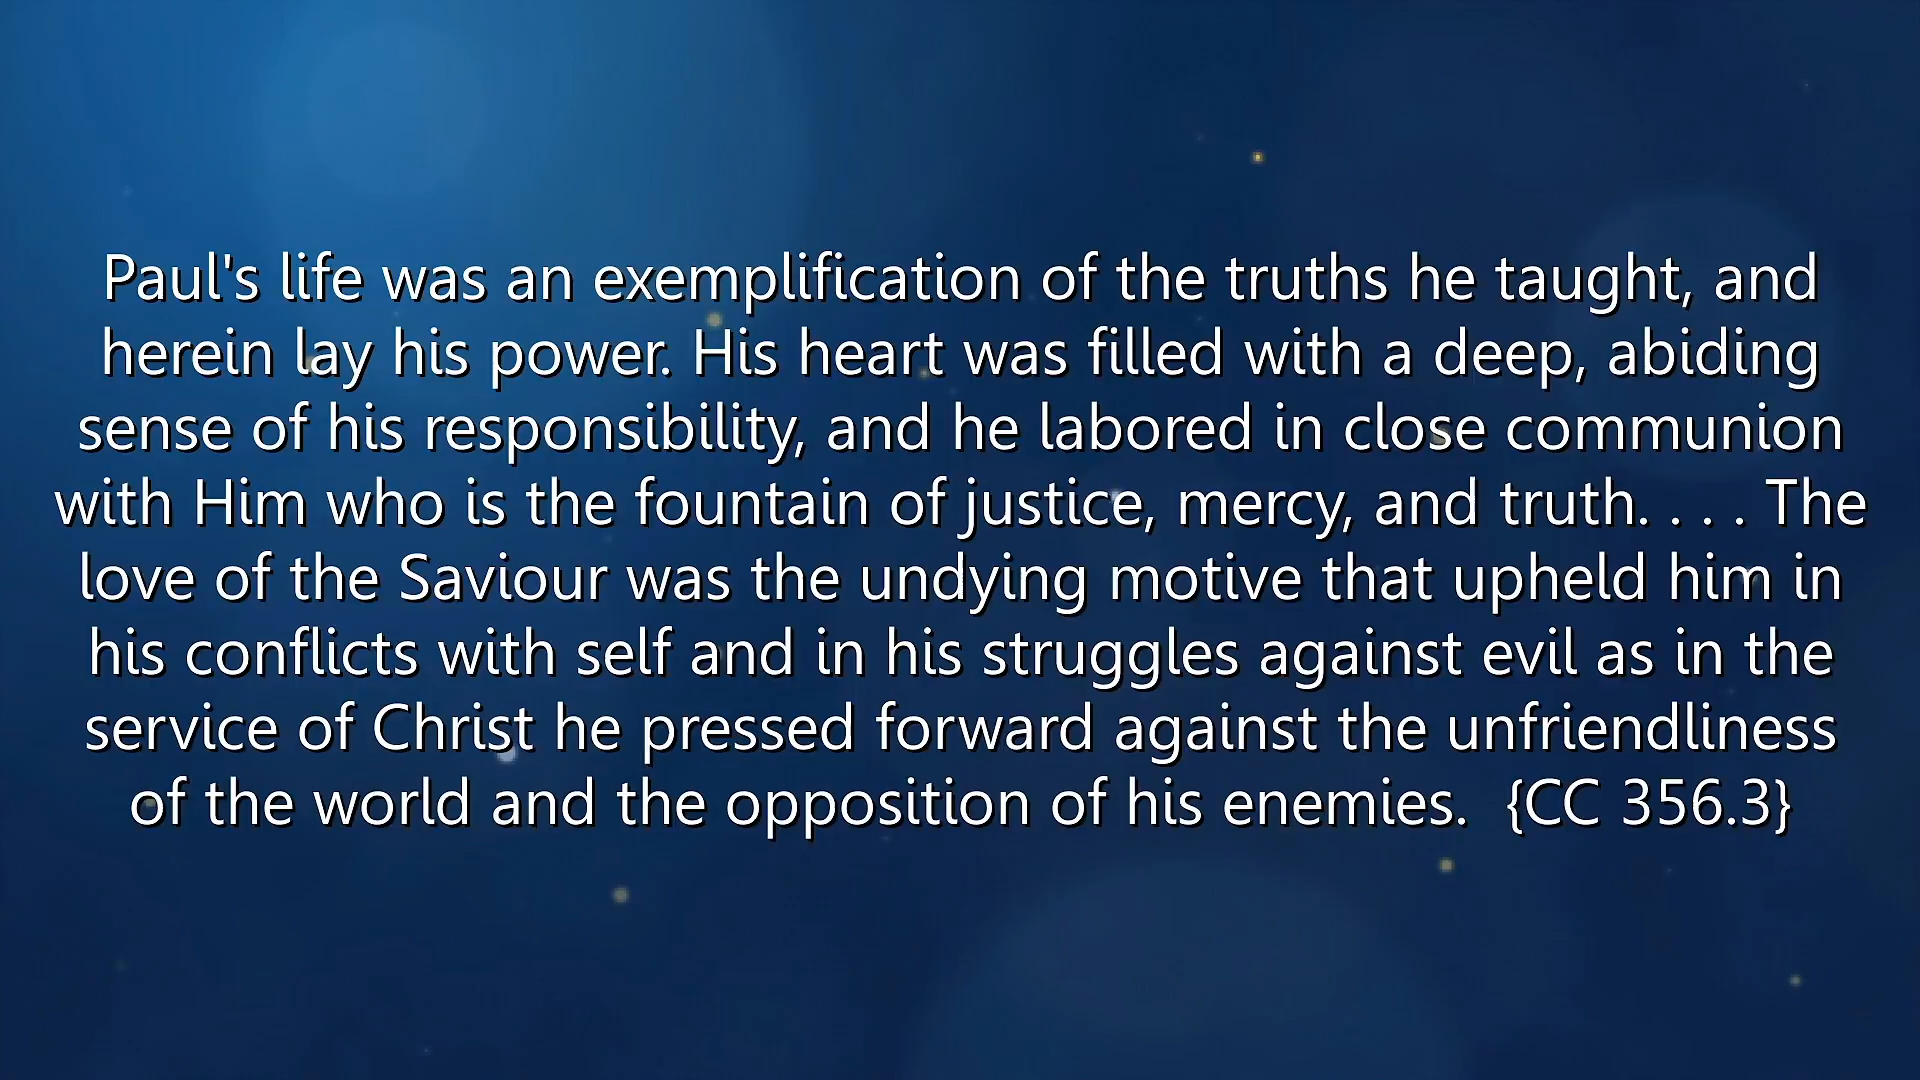 Paul's life was an exemplification of the truths he taught, and
herein lay his power. His heart was filled with a deep, abiding
sense of his responsibility, and he labored in close communion
with Him who is the fountain of justice, mercy, and truth. . . . The
love of the Saviour was the undying motive that upheld him in
his conflicts with self and in his struggles against evil as in the
service of Christ he pressed forward against the unfriendliness
of the world and the opposition of his enemies.  {CC 356.3}